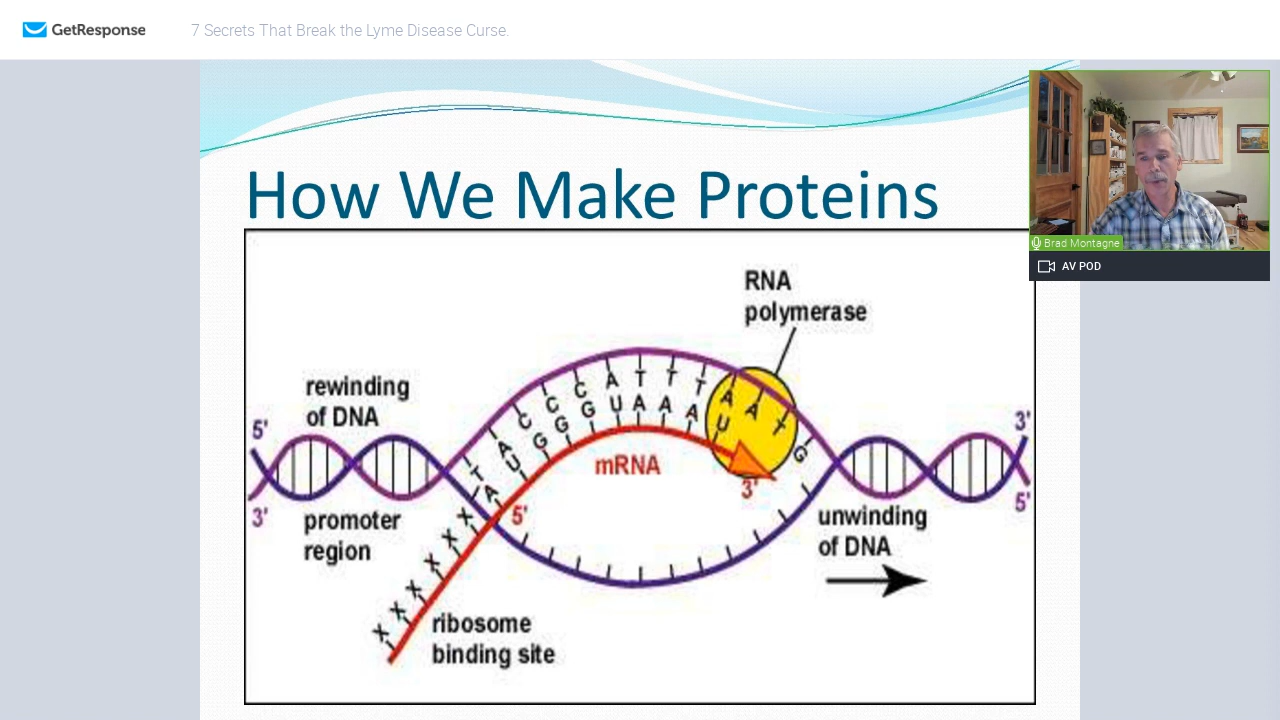 GetResponse
7 Secrets That Break the Lyme Disease Curse.
How We Make Proteins
Brad Montagne
AV POD
RNA
polymerase
rewinding
of DNA
5'
3'
promoter
region
T A C C C A T T T A A T G
A U G G G U A A A U
mRNA
5'
3'
X X X X X X
ribosome
binding site
3'
5'
unwinding
of DNA